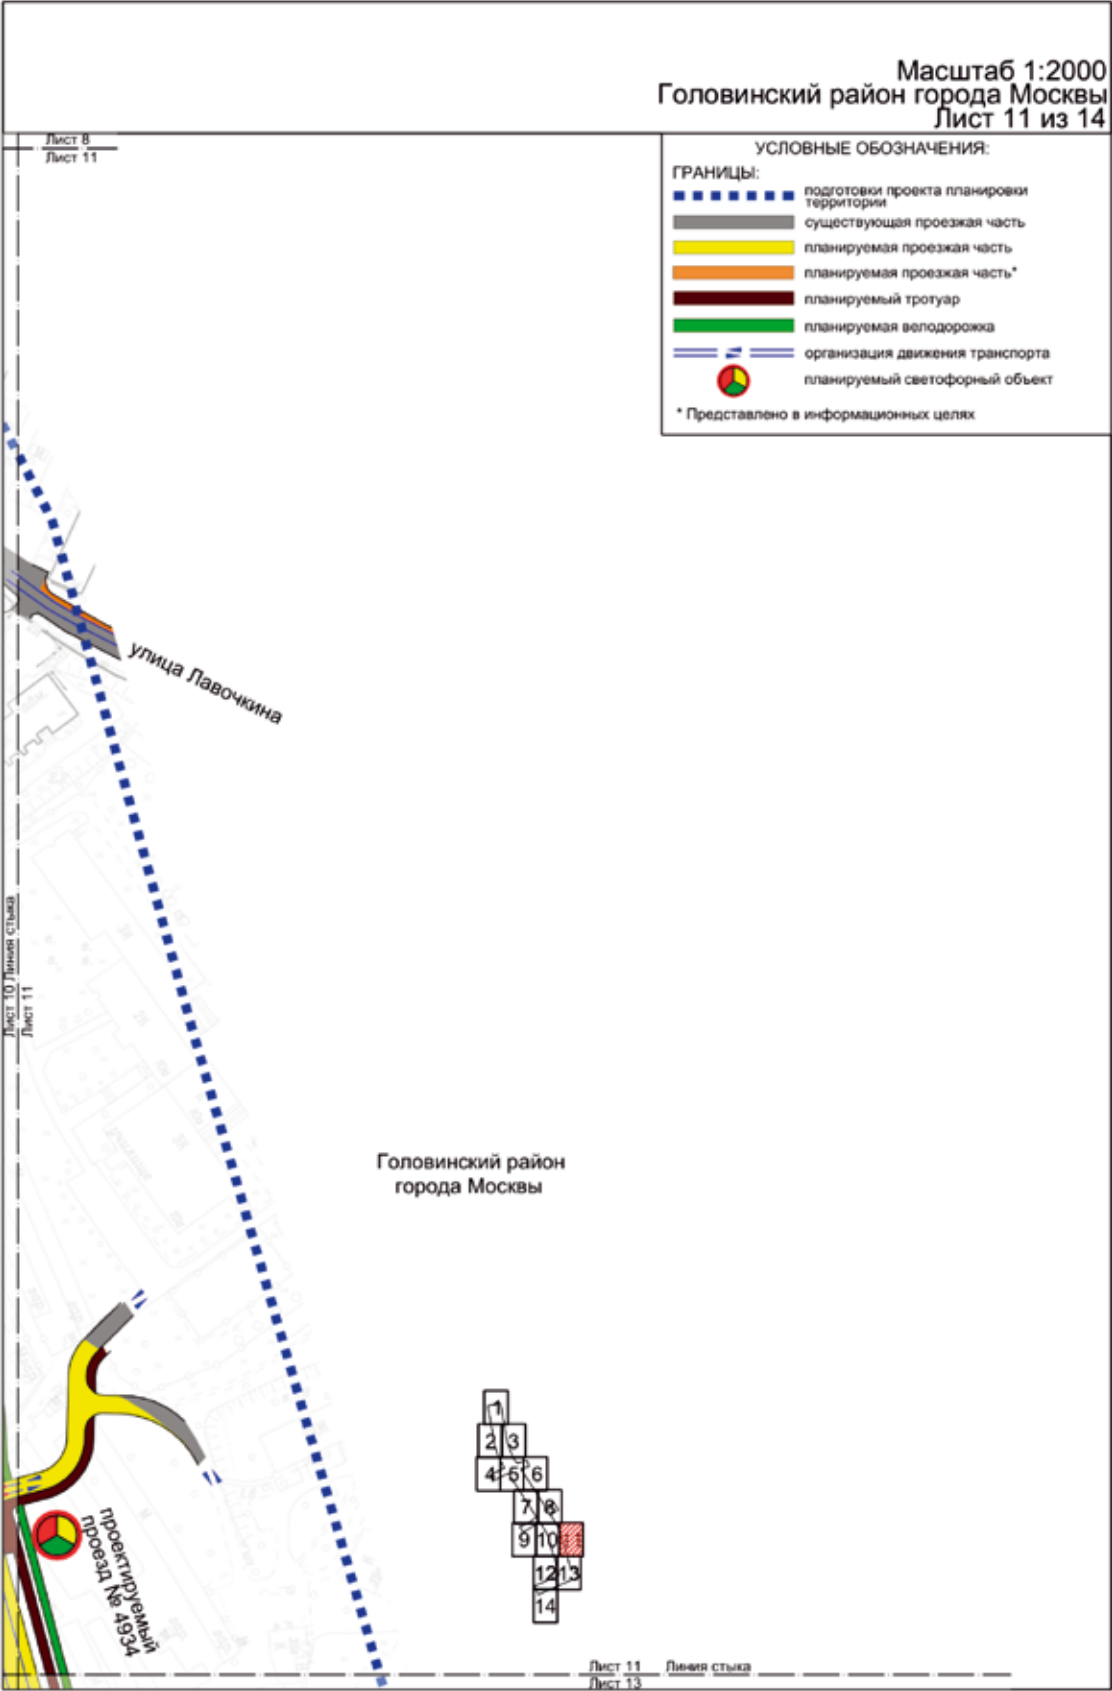 Масштаб 1:2000
Головинский район города Москвы
Лист 11 из 14
Лист 8
Лист 11
УСЛОВНЫЕ ОБОЗНАЧЕНИЯ:
ГРАНИЦЫ:
подготовки проекта планировки
территории
существующая проезжая часть
планируемая проезжая часть
планируемая проезжая часть*
планируемый тротуар
планируемая велодорожка
организация движения транспорта
планируемый светофорный объект
* Представлено в информационных целях
улица Лавочкина
Лист 10 Линия стыка
Лист 11
Головинский район
города Москвы
проектируемый
проезд № 4934
1
2 3
4 5 6
7 8
9 10
12 13
14
Лист 11 Линия стыка
Лист 13